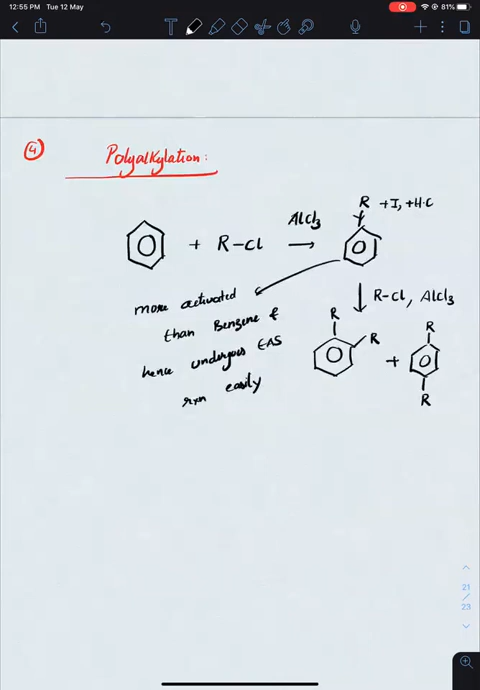 12:55 PM Tue 12 May
81%
4
Polyalkylation:
R +I, +H.C
AlCl3
+ R-Cl
more activated
than Benzene &
hence undergoes EAS
rxn easily
R-Cl, AlCl3
R
R
+
R
R
21
/
23